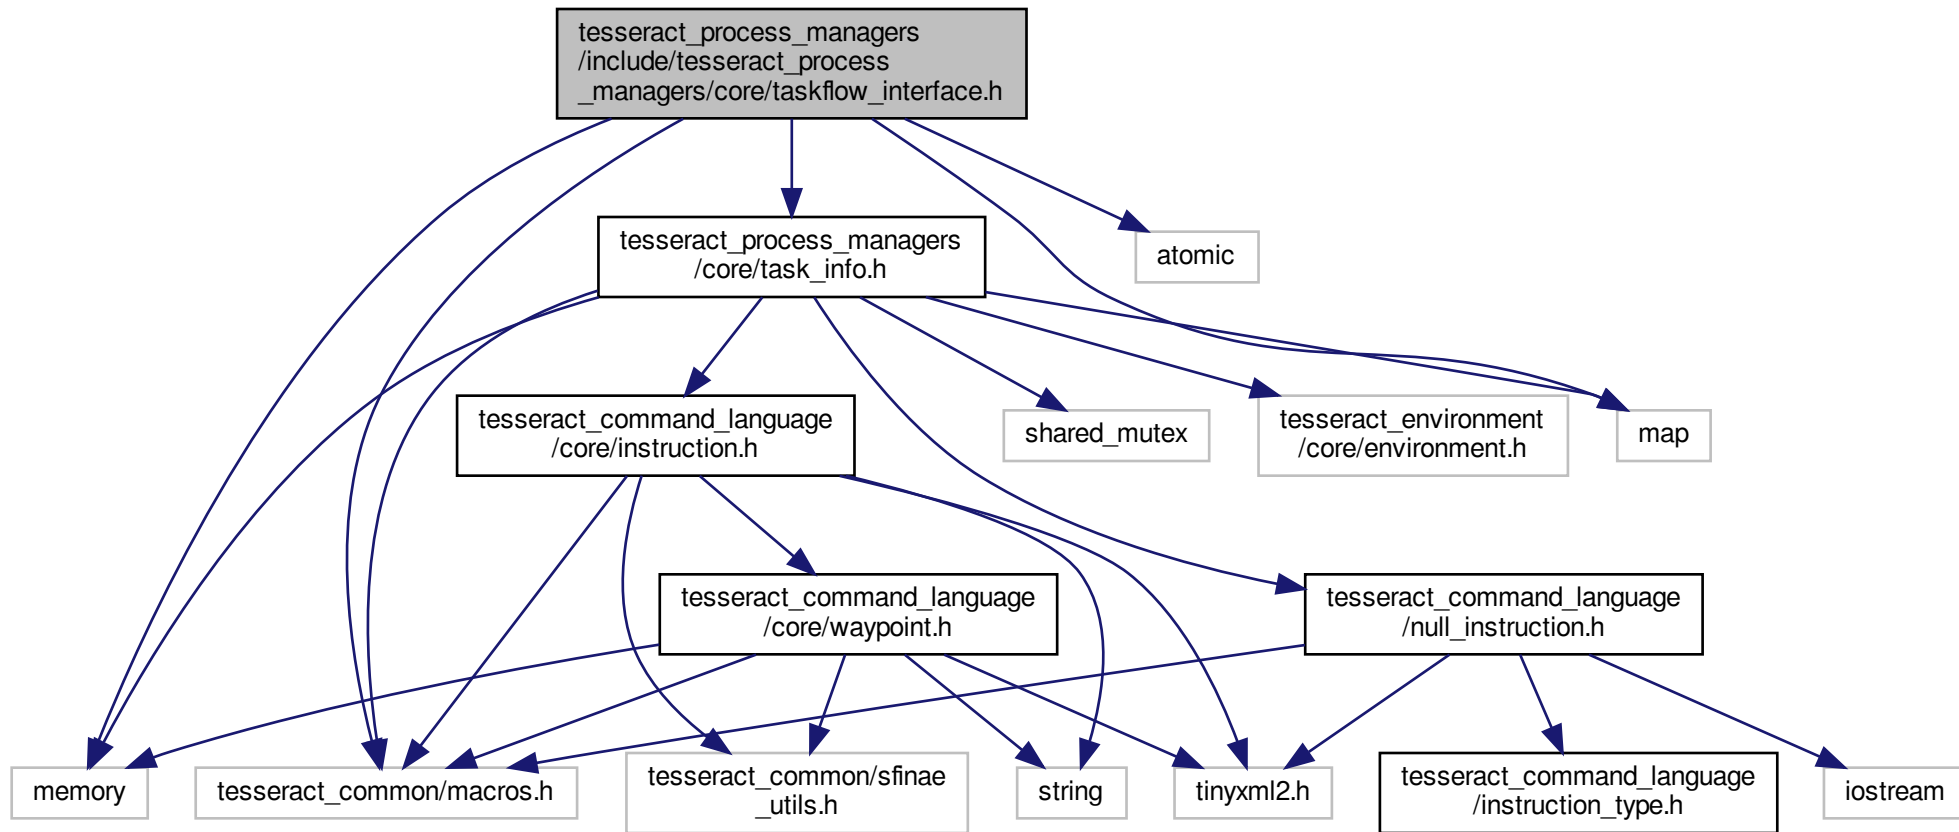 tesseract_process_managers
/include/tesseract_process
_managers/core/taskflow_interface.h
tesseract_process_managers
/core/task_info.h
atomic
tesseract_command_language
/core/instruction.h
shared_mutex
tesseract_environment
/core/environment.h
map
tesseract_command_language
/core/waypoint.h
tesseract_command_language
/null_instruction.h
memory
tesseract_common/macros.h
tesseract_common/sfinae
_utils.h
string
tinyxml2.h
tesseract_command_language
/instruction_type.h
iostream